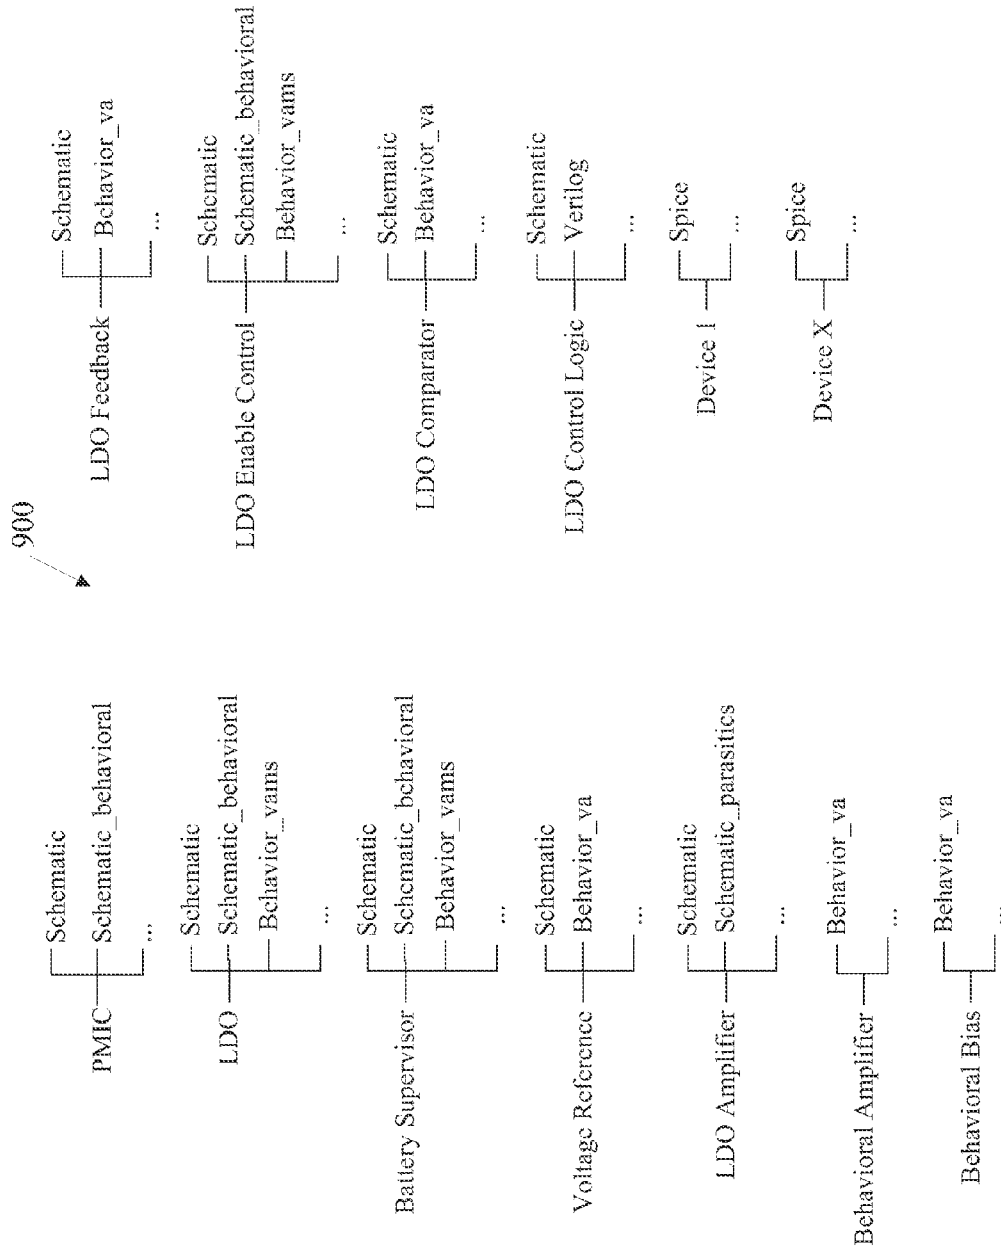 900
Schematic
PMIC
Schematic_behavioral
...
Schematic
LDO
Schematic_behavioral
Behavior_vams
...
Schematic
Battery Supervisor
Schematic_behavioral
Behavior_vams
...
Schematic
Voltage Reference
Behavior_va
...
Schematic
LDO Amplifier
Schematic_parasitics
...
Behavior_va
Behavioral Amplifier
...
Behavior_va
Behavioral Bias
...
Schematic
LDO Feedback
Behavior_va
...
Schematic
LDO Enable Control
Schematic_behavioral
Behavior_vams
...
Schematic
LDO Comparator
Behavior_va
...
Schematic
LDO Control Logic
Verilog
...
Spice
Device 1
...
Spice
Device X
...